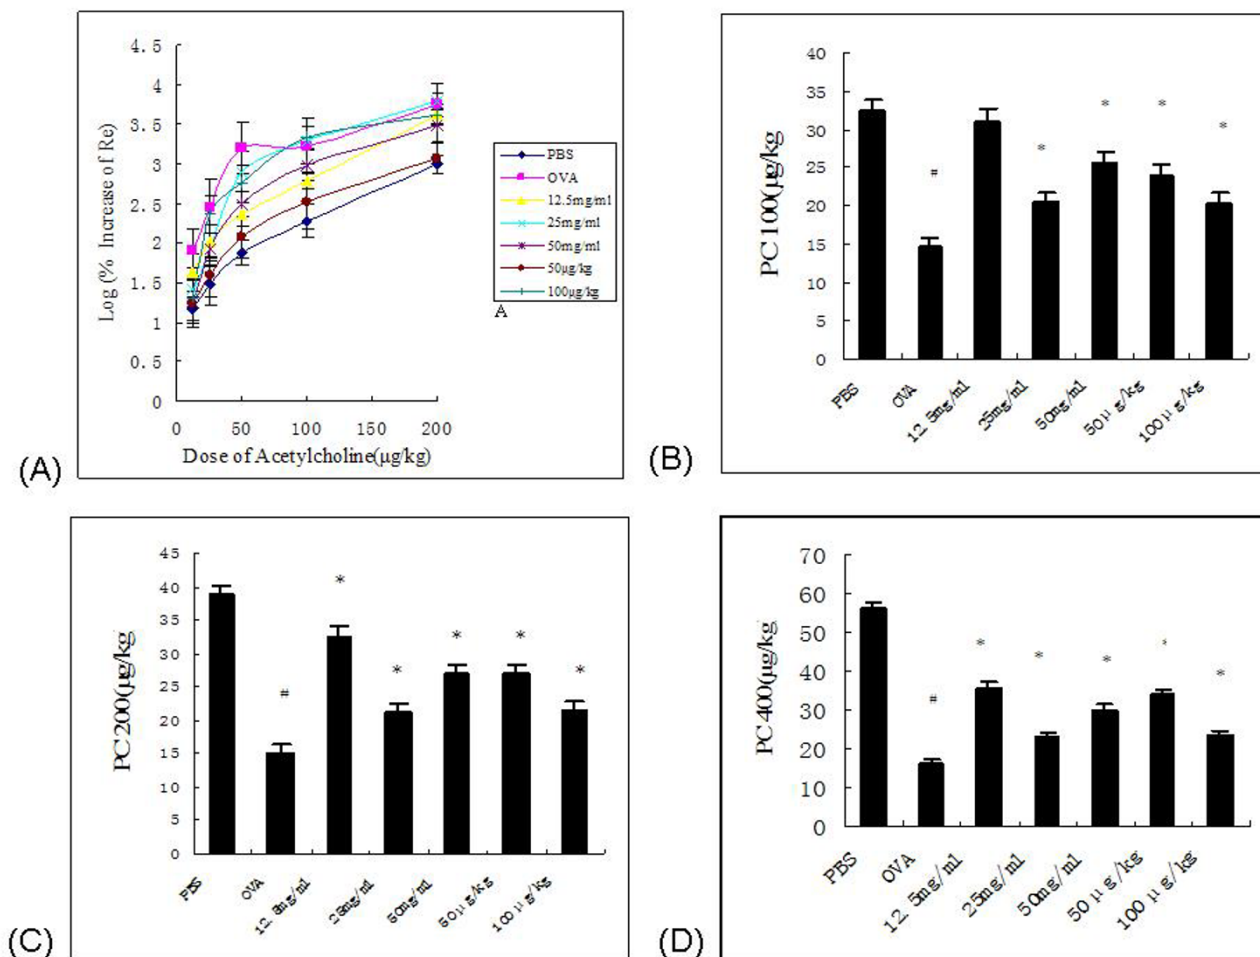 4.5
4
3.5
3
2.5
2
1.5
1
0.5
0
Log (% Increase of Re)
0 50 100 150 200
Dose of Acetylcholine(μg/kg)
PBS
OVA
12.5mg/ml
25mg/ml
50mg/ml
50μg/kg
100μg/kg
A
(A)
40
35
30
25
20
15
10
5
0
PC100(μg/kg)
#
*
*
*
*
PBS
OVA
12.5mg/ml
25mg/ml
50mg/ml
50μg/kg
100μg/kg
(B)
45
40
35
30
25
20
15
10
5
0
PC200(μg/kg)
#
*
*
*
*
*
PBS
OVA
12.5mg/ml
25mg/ml
50mg/ml
50μg/kg
100μg/kg
(C)
70
60
50
40
30
20
10
0
PC400(μg/kg)
#
*
*
*
*
*
PBS
OVA
12.5mg/ml
25mg/ml
50mg/ml
50μg/kg
100μg/kg
(D)